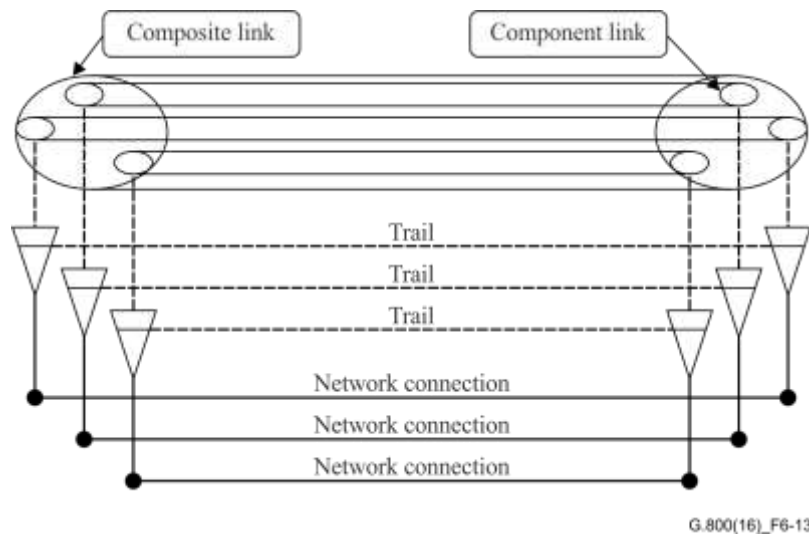 Composite link
Component link
Trail
Trail
Trail
Network connection
Network connection
Network connection
G.800(16)_F6-13